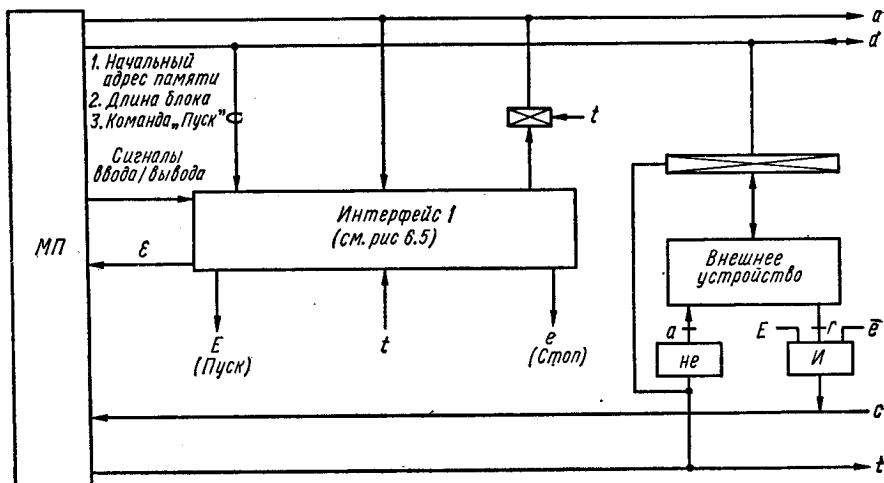 a
d
1. Начальный
адрес памяти
2. Длина блока
3. Команда „Пуск"
t
Сигналы
ввода/вывода
Интерфейс 1
(см. рис 6.5)
МП
Внешнее
устройство
ε
E
(Пуск)
t
e
(Стоп)
a
E
r
e̅
не
И
c
t